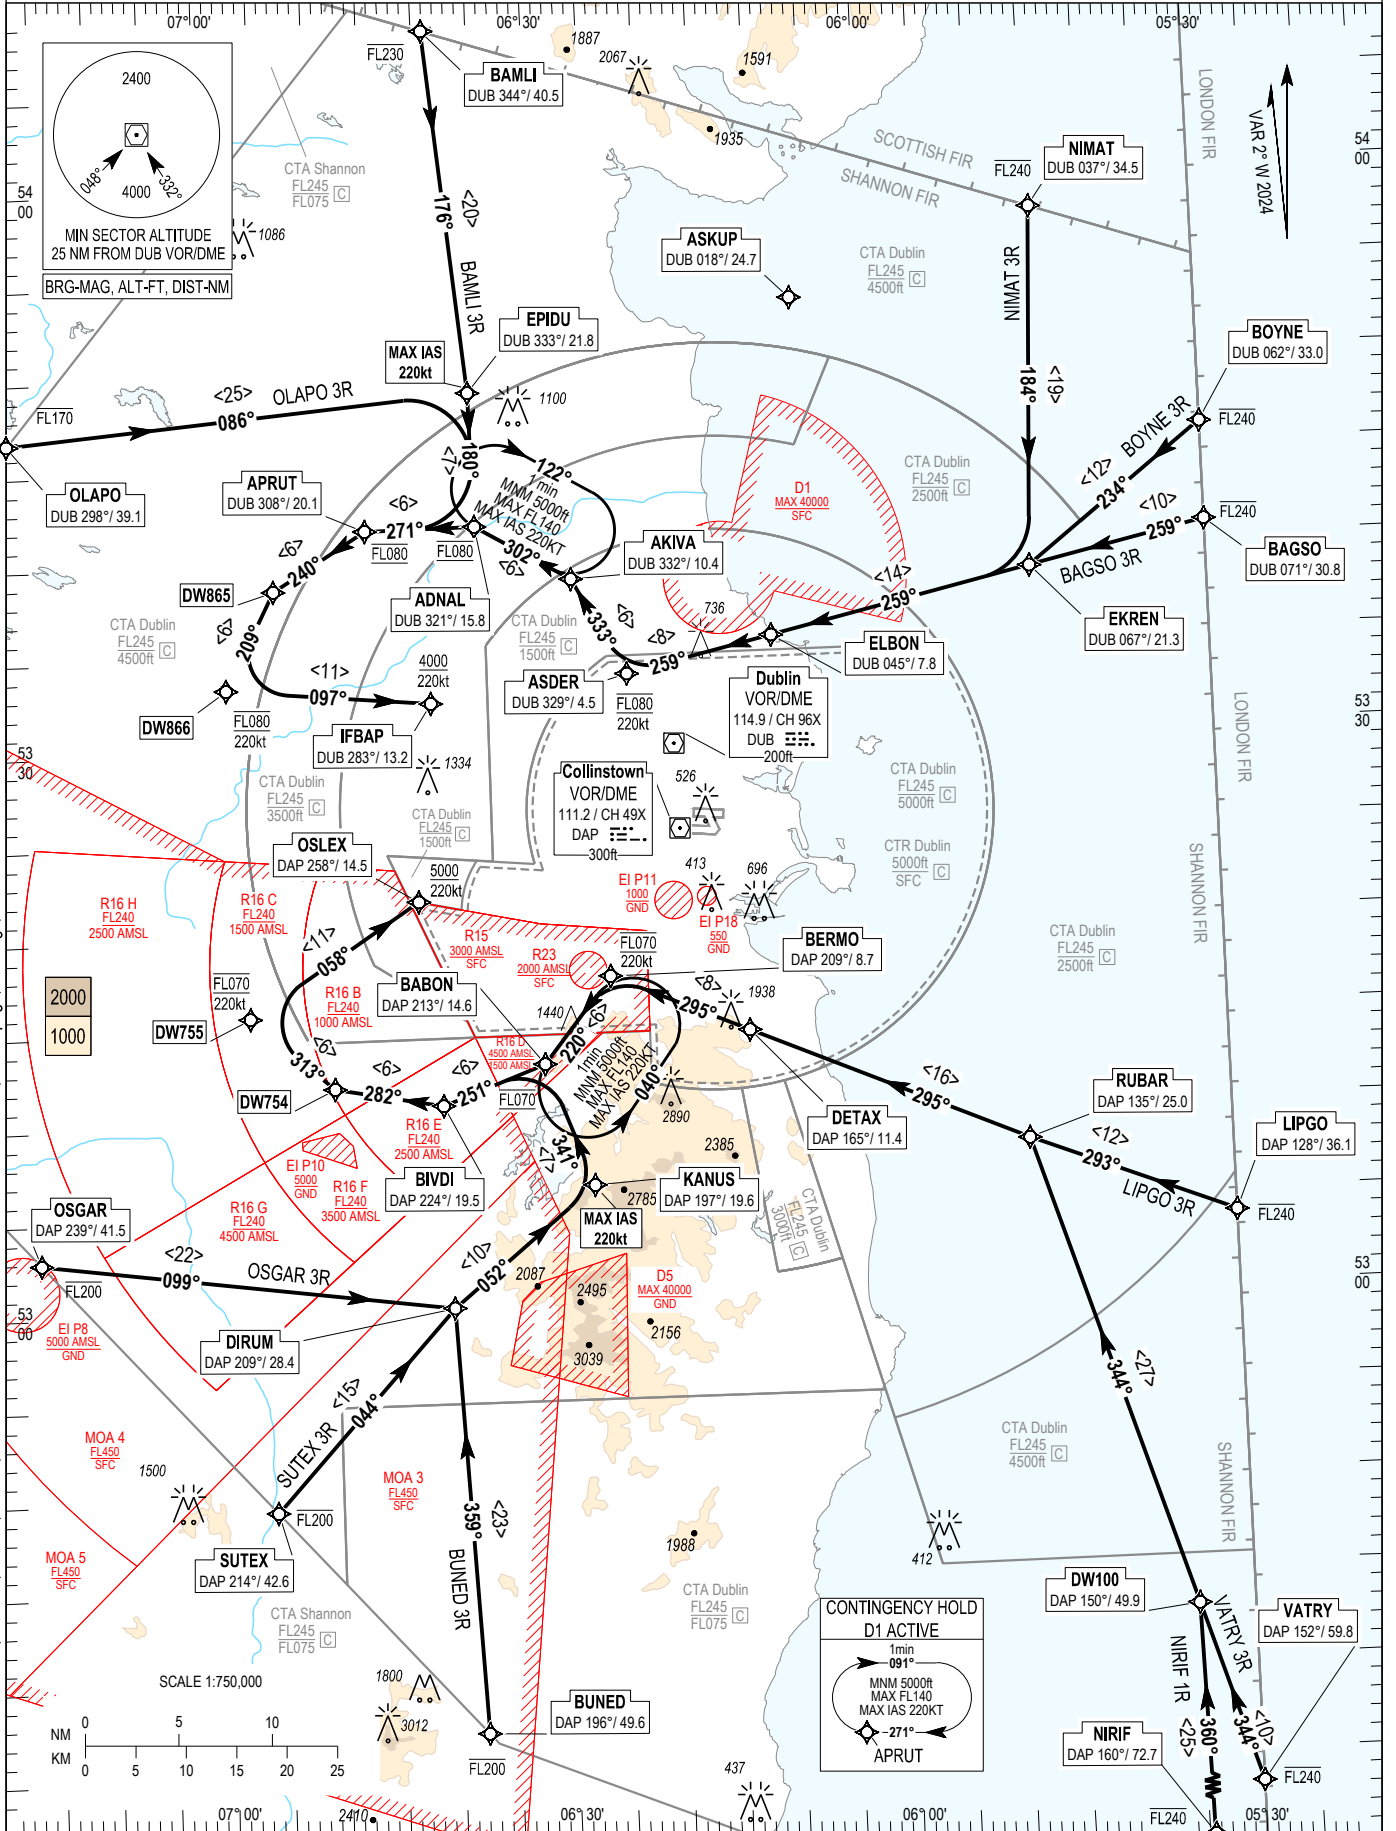 07°00'
06°30'
06°00'
05°30'
2400
048°
332°
4000
MIN SECTOR ALTITUDE
25 NM FROM DUB VOR/DME
BRG-MAG, ALT-FT, DIST-NM
CTA Shannon
FL245
FL075
C
1086
FL230
BAMLI
DUB 344°/ 40.5
1887
2067
1591
1935
SCOTTISH FIR
SHANNON FIR
LONDON FIR
NIMAT
DUB 037°/ 34.5
FL240
VAR 2° W 2024
54
00
54
00
<20>
176°
BAMLI 3R
ASKUP
DUB 018°/ 24.7
CTA Dublin
FL245
4500ft
C
NIMAT 3R
184°
<19>
BOYNE
DUB 062°/ 33.0
FL240
BOYNE 3R
<12>
234°
<10>
259°
FL240
BAGSO 3R
BAGSO
DUB 071°/ 30.8
EKREN
DUB 067°/ 21.3
EPIDU
DUB 333°/ 21.8
MAX IAS
220kt
1100
FL170
<25>
OLAPO 3R
086°
OLAPO
DUB 298°/ 39.1
APRUT
DUB 308°/ 20.1
<7>
180°
122°
1min
MNM 5000ft
MAX FL140
MAX IAS 220KT
302°
<6>
<6>
271°
FL080
FL080
<6>
240°
DW865
ADNAL
DUB 321°/ 15.8
AKIVA
DUB 332°/ 10.4
D1
MAX 40000
SFC
CTA Dublin
FL245
2500ft
C
<14>
259°
ELBON
DUB 045°/ 7.8
736
<8>
259°
<6>
333°
CTA Dublin
FL245
1500ft
C
CTA Dublin
FL245
4500ft
C
<6>
209°
<11>
097°
4000
220kt
ASDER
DUB 329°/ 4.5
FL080
220kt
Dublin
VOR/DME
114.9 / CH 96X
DUB
200ft
DW866
FL080
220kt
IFBAP
DUB 283°/ 13.2
1334
53
30
53
30
LONDON FIR
Collinstown
VOR/DME
111.2 / CH 49X
DAP
300ft
526
CTA Dublin
FL245
5000ft
C
CTA Dublin
FL245
3500ft
C
CTA Dublin
FL245
1500ft
C
OSLEX
DAP 258°/ 14.5
5000
220kt
EI P11
1000
GND
413
696
EI P18
550
GND
CTR Dublin
5000ft
SFC
C
SHANNON FIR
R16 H
FL240
2500 AMSL
R16 C
FL240
1500 AMSL
<11>
058°
R15
3000 AMSL
SFC
R23
2000 AMSL
SFC
FL070
220kt
BERMO
DAP 209°/ 8.7
CTA Dublin
FL245
2500ft
C
2000
1000
FL070
220kt
R16 B
FL240
1000 AMSL
BABON
DAP 213°/ 14.6
<8>
295°
1938
1440
DW755
<6>
313°
R16 D
4500 AMSL
1500 AMSL
220°
<6>
1min
MNM 5000ft
MAX FL140
MAX IAS 220KT
040°
2890
DW754
<6>
282°
<6>
251°
FL070
DETAX
DAP 165°/ 11.4
<16>
295°
RUBAR
DAP 135°/ 25.0
LIPGO
DAP 128°/ 36.1
<12>
293°
LIPGO 3R
FL240
EI P10
5000
GND
R16 E
FL240
2500 AMSL
R16 F
FL240
3500 AMSL
BIVDI
DAP 224°/ 19.5
341°
<7>
KANUS
DAP 197°/ 19.6
MAX IAS
220kt
2385
2785
CTA Dublin
FL245
3000ft
C
OSGAR
DAP 239°/ 41.5
R16 G
FL240
4500 AMSL
<22>
099°
OSGAR 3R
FL200
<10>
052°
2087
2495
D5
MAX 40000
GND
2156
3039
53
00
53
00
EI P8
5000 AMSL
GND
DIRUM
DAP 209°/ 28.4
<15>
044°
SUTEX 3R
<27>
344°
MOA 4
FL450
SFC
1500
FL200
MOA 3
FL450
SFC
359°
<23>
BUNED 3R
CTA Dublin
FL245
4500ft
C
SHANNON FIR
1988
412
MOA 5
FL450
SFC
SUTEX
DAP 214°/ 42.6
CTA Shannon
FL245
FL075
C
CTA Dublin
FL245
FL075
C
DW100
DAP 150°/ 49.9
VATRY
DAP 152°/ 59.8
VATRY 3R
NIRIF 1R
<25>
360°
<10>
344°
FL240
NIRIF
DAP 160°/ 72.7
FL240
CONTINGENCY HOLD
D1 ACTIVE
1min
091°
MNM 5000ft
MAX FL140
MAX IAS 220KT
271°
APRUT
SCALE 1:750,000
NM
0
5
10
KM
0
5
10
15
20
25
1800
3012
BUNED
DAP 196°/ 49.6
FL200
437
2410
07°00'
06°30'
06°00'
05°30'